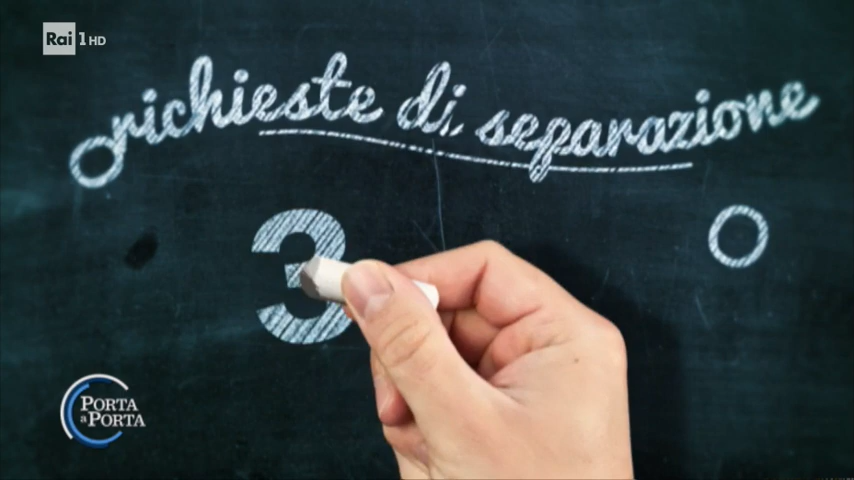 Rai 1 HD
richieste di separazione
3
PORTA
a PORTA